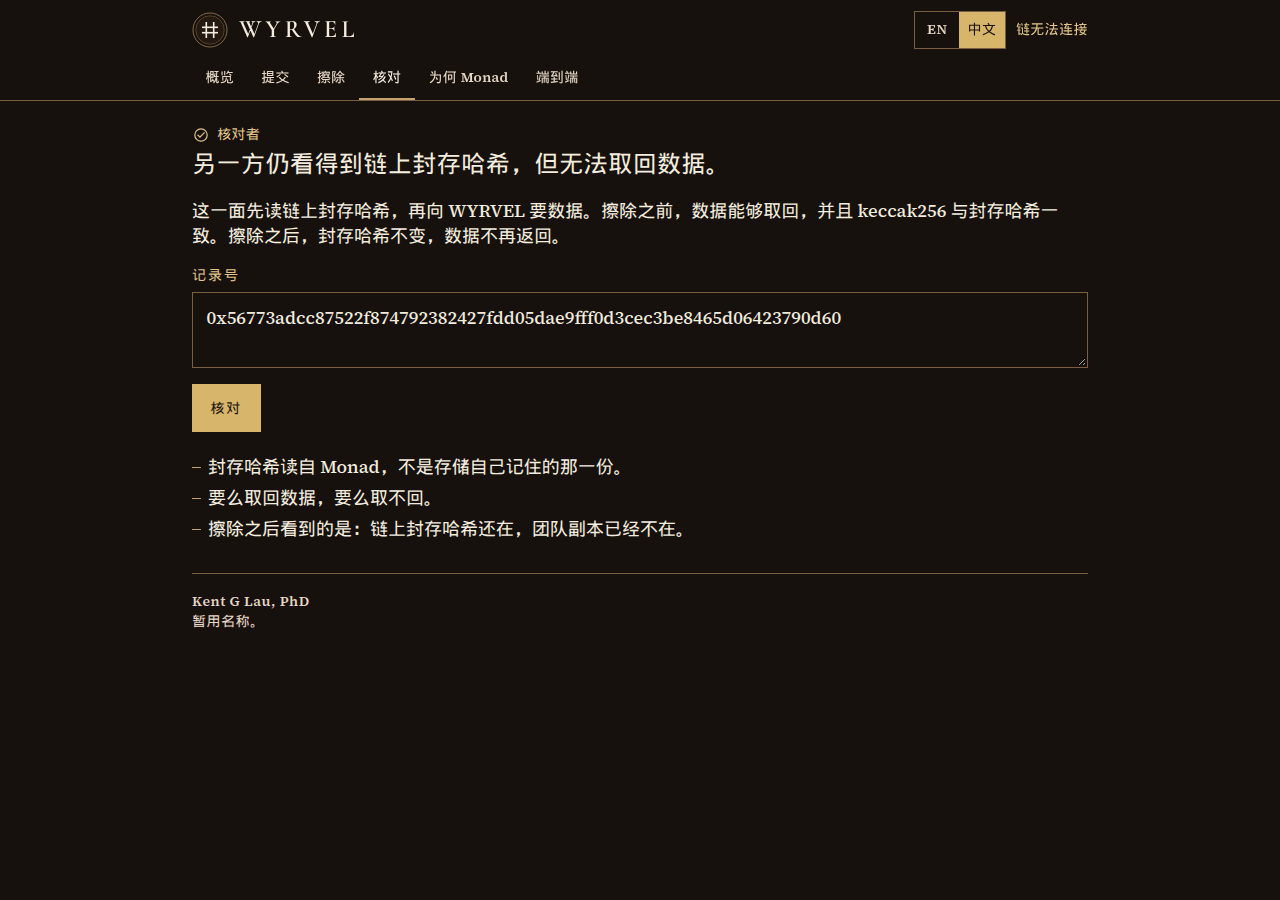 WYRVEL
EN 中文 链无法连接
概览 提交 擦除 核对 为何 Monad 端到端
核对者
另一方仍看得到链上封存哈希，但无法取回数据。
这一面先读链上封存哈希，再向 WYRVEL 要数据。擦除之前，数据能够取回，并且 keccak256 与封存哈希一
致。擦除之后，封存哈希不变，数据不再返回。
记录号
0x56773adcc87522f874792382427fdd05dae9fff0d3cec3be8465d06423790d60
核对
– 封存哈希读自 Monad，不是存储自己记住的那一份。
– 要么取回数据，要么取不回。
– 擦除之后看到的是：链上封存哈希还在，团队副本已经不在。
Kent G Lau, PhD
暂用名称。